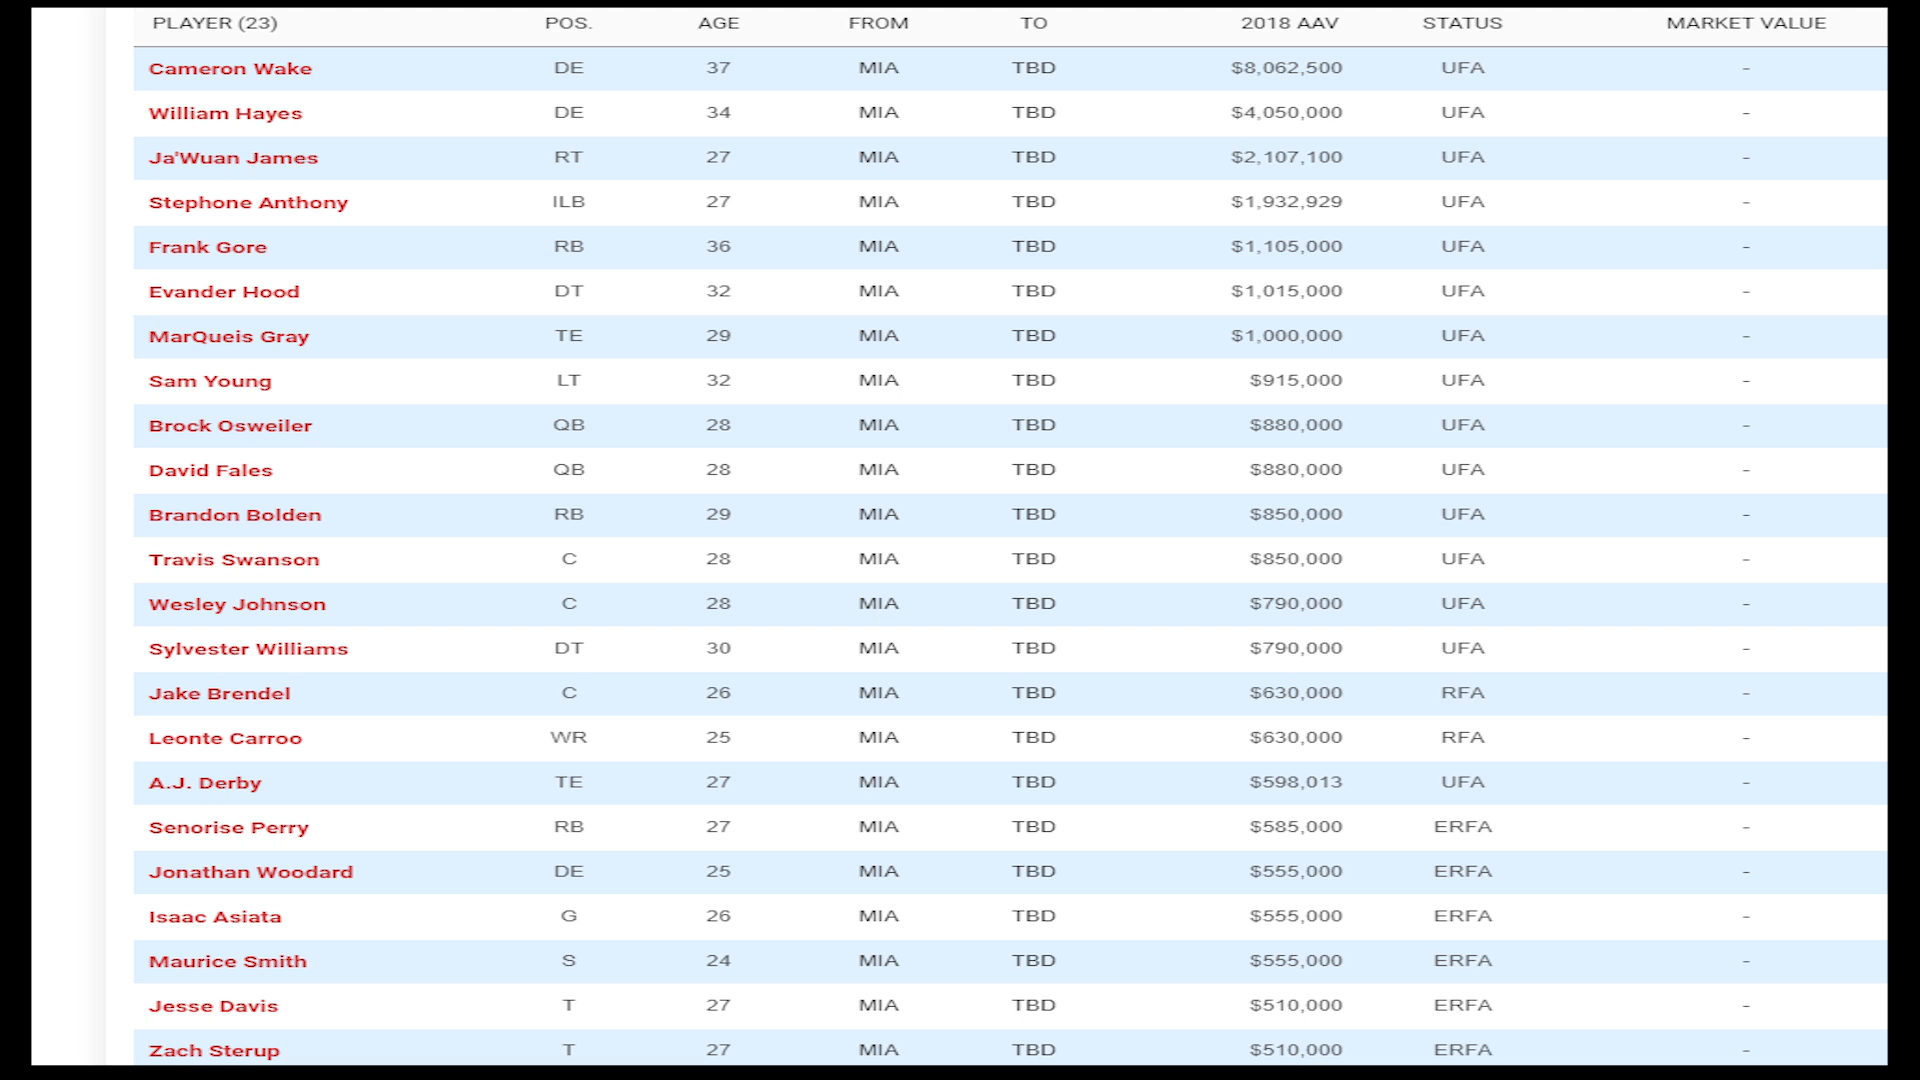 PLAYER (23) POS. AGE FROM TO 2018 AAV STATUS MARKET VALUE
Cameron Wake DE 37 MIA TBD $8,062,500 UFA -
William Hayes DE 34 MIA TBD $4,050,000 UFA -
Ja'Wuan James RT 27 MIA TBD $2,107,100 UFA -
Stephone Anthony ILB 27 MIA TBD $1,932,929 UFA -
Frank Gore RB 36 MIA TBD $1,105,000 UFA -
Evander Hood DT 32 MIA TBD $1,015,000 UFA -
MarQueis Gray TE 29 MIA TBD $1,000,000 UFA -
Sam Young LT 32 MIA TBD $915,000 UFA -
Brock Osweiler QB 28 MIA TBD $880,000 UFA -
David Fales QB 28 MIA TBD $880,000 UFA -
Brandon Bolden RB 29 MIA TBD $850,000 UFA -
Travis Swanson C 28 MIA TBD $850,000 UFA -
Wesley Johnson C 28 MIA TBD $790,000 UFA -
Sylvester Williams DT 30 MIA TBD $790,000 UFA -
Jake Brendel C 26 MIA TBD $630,000 RFA -
Leonte Carroo WR 25 MIA TBD $630,000 RFA -
A.J. Derby TE 27 MIA TBD $598,013 UFA -
Senorise Perry RB 27 MIA TBD $585,000 ERFA -
Jonathan Woodard DE 25 MIA TBD $555,000 ERFA -
Isaac Asiata G 26 MIA TBD $555,000 ERFA -
Maurice Smith S 24 MIA TBD $555,000 ERFA -
Jesse Davis T 27 MIA TBD $510,000 ERFA -
Zach Sterup T 27 MIA TBD $510,000 ERFA -